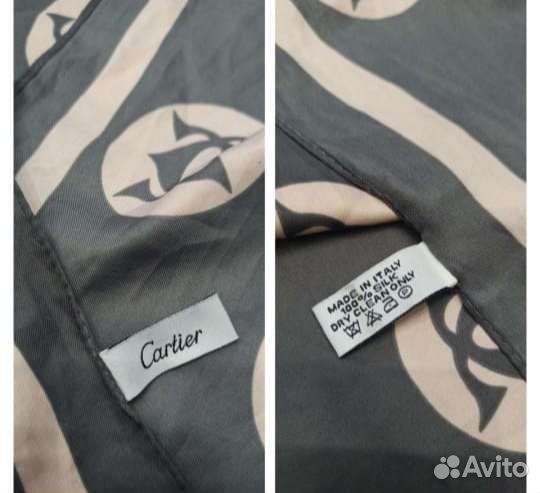 Cartier
MADE IN ITALY
100% SILK
DRY CLEAN ONLY
Avito